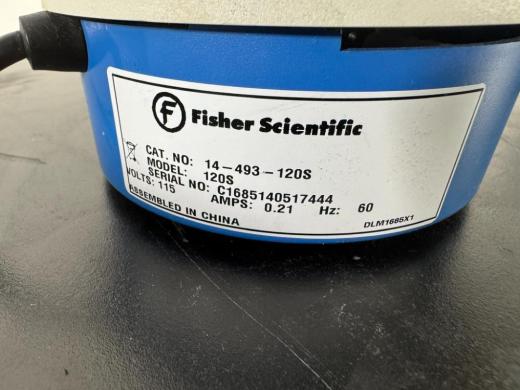 f Fisher Scientific
CAT. NO: 14-493-120S
MODEL: 120S
SERIAL NO: C1685140517444
VOLTS: 115 AMPS: 0.21 Hz: 60
ASSEMBLED IN CHINA
DLM1685X1